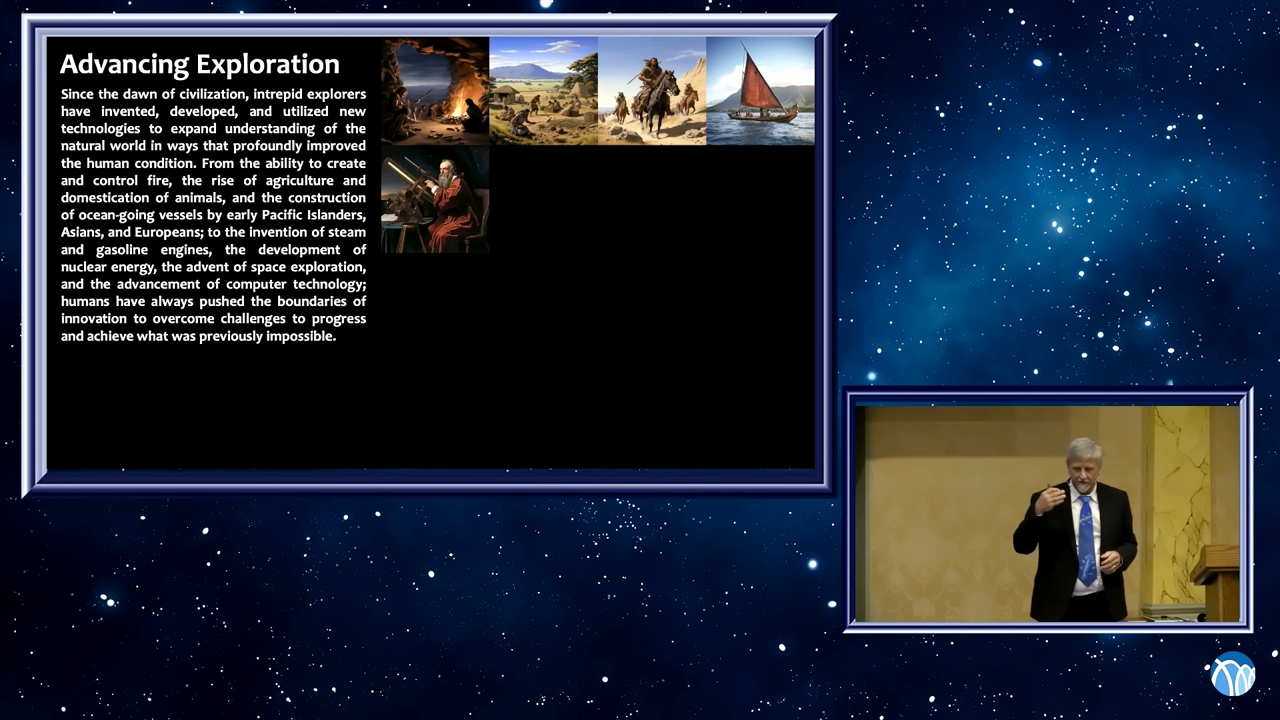 Advancing Exploration
Since the dawn of civilization, intrepid explorers
have invented, developed, and utilized new
technologies to expand understanding of the
natural world in ways that profoundly improved
the human condition. From the ability to create
and control fire, the rise of agriculture and
domestication of animals, and the construction
of ocean-going vessels by early Pacific Islanders,
Asians, and Europeans; to the invention of steam
and gasoline engines, the development of
nuclear energy, the advent of space exploration,
and the advancement of computer technology;
humans have always pushed the boundaries of
innovation to overcome challenges to progress
and achieve what was previously impossible.